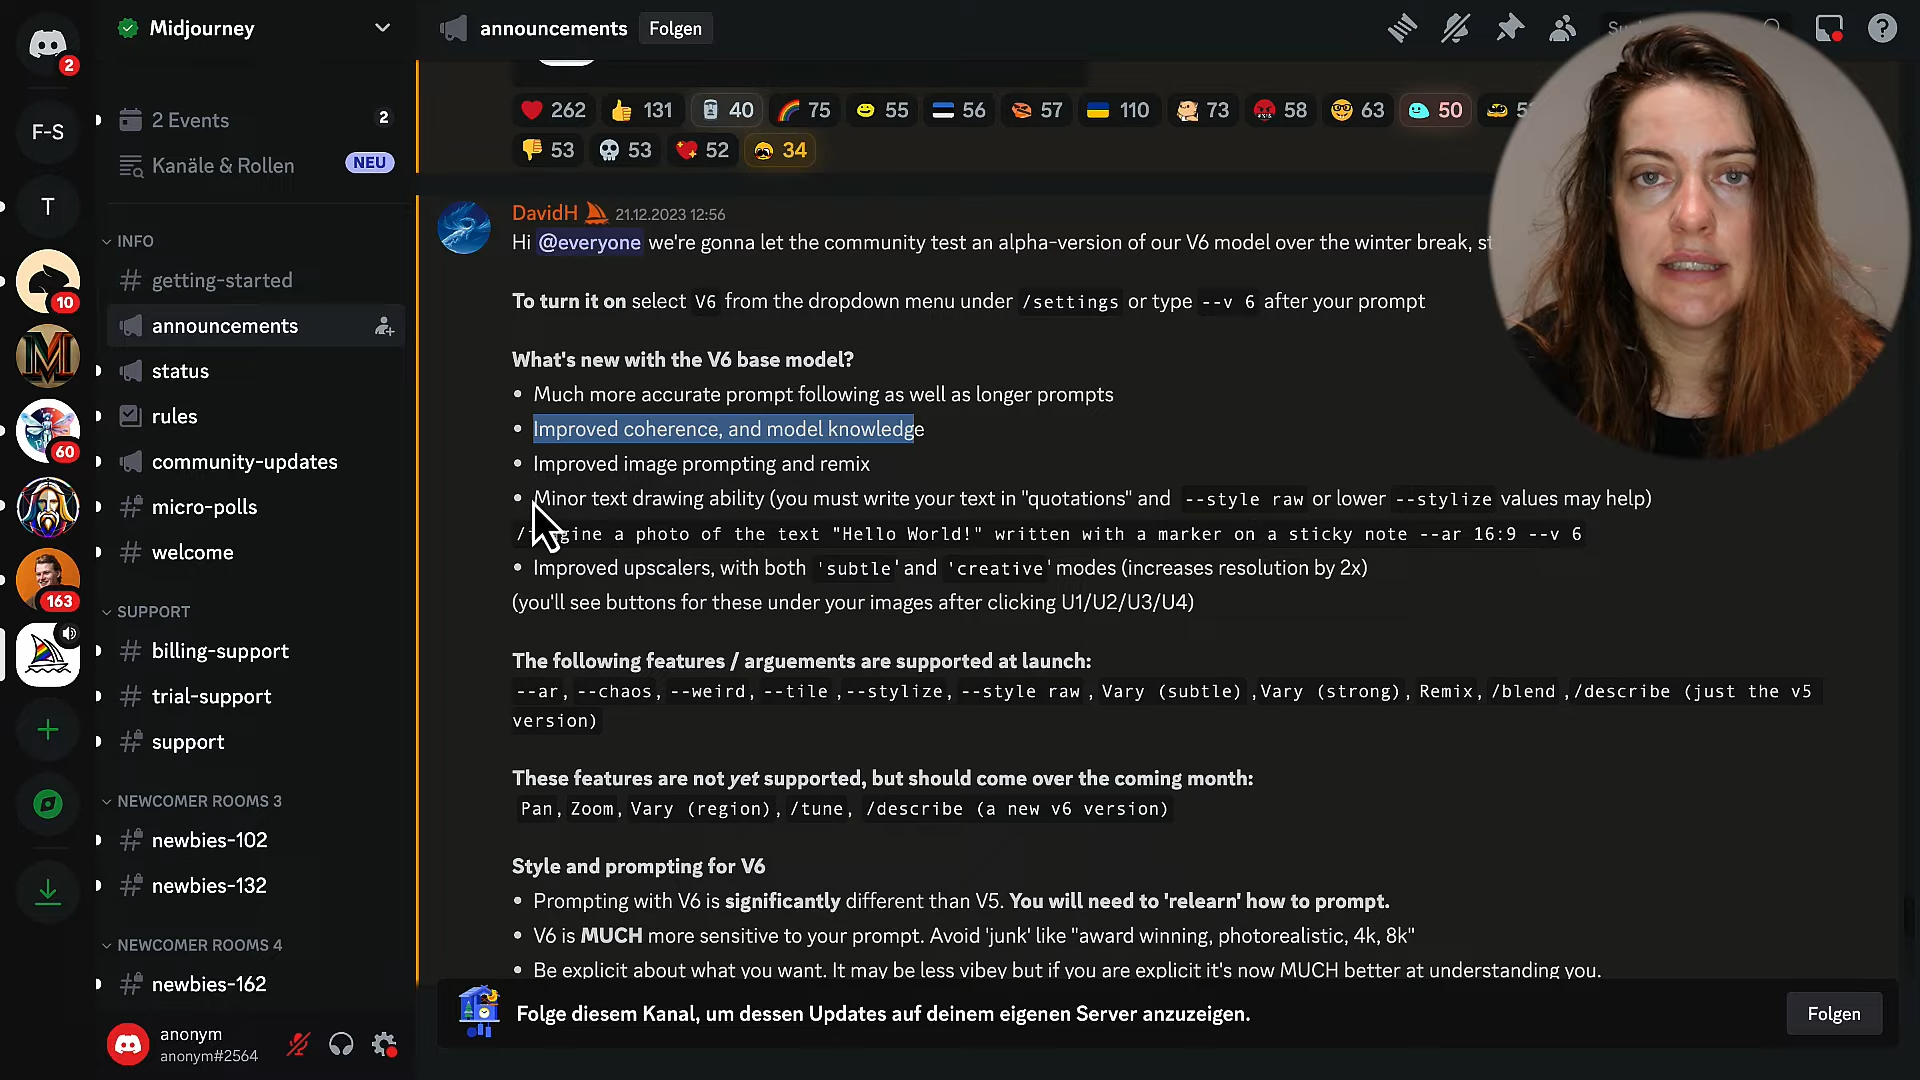 2
F-S
T
10
60
163
Midjourney
2 Events 2
Kanäle & Rollen NEU
INFO
getting-started
announcements
status
rules
community-updates
micro-polls
welcome
SUPPORT
billing-support
trial-support
support
NEWCOMER ROOMS 3
newbies-102
newbies-132
NEWCOMER ROOMS 4
newbies-162
anonym
anonym#2564
announcements Folgen
262 131 40 75 55 56 57 110 73 58 63 50
53 53 52 34
DavidH 21.12.2023 12:56
Hi @everyone we're gonna let the community test an alpha-version of our V6 model over the winter break,
To turn it on select V6 from the dropdown menu under /settings or type --v 6 after your prompt
What's new with the V6 base model?
• Much more accurate prompt following as well as longer prompts
• Improved coherence, and model knowledge
• Improved image prompting and remix
• Minor text drawing ability (you must write your text in "quotations" and --style raw or lower --stylize values may help)
a photo of the text "Hello World!" written with a marker on a sticky note --ar 16:9 --v 6
• Improved upscalers, with both 'subtle' and 'creative' modes (increases resolution by 2x)
(you'll see buttons for these under your images after clicking U1/U2/U3/U4)
The following features / arguements are supported at launch:
--ar, --chaos, --weird, --tile ,--stylize, --style raw , Vary (subtle) ,Vary (strong), Remix, /blend ,/describe (just the v5
version)
These features are not yet supported, but should come over the coming month:
Pan, Zoom, Vary (region), /tune, /describe (a new v6 version)
Style and prompting for V6
• Prompting with V6 is significantly different than V5. You will need to 'relearn' how to prompt.
• V6 is MUCH more sensitive to your prompt. Avoid 'junk' like "award winning, photorealistic, 4k, 8k"
• Be explicit about what you want. It may be less vibey but if you are explicit it's now MUCH better at understanding you.
Folge diesem Kanal, um dessen Updates auf deinem eigenen Server anzuzeigen.
Folgen